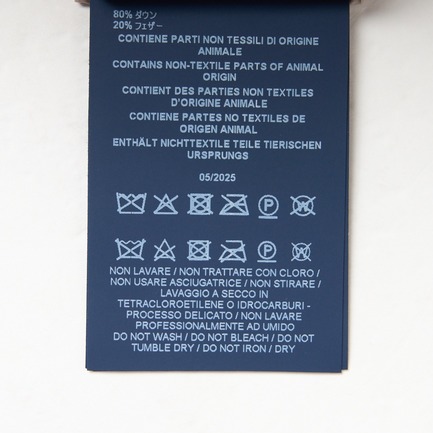 80% ダウン
20% フェザー
CONTIENE PARTI NON TESSILI DI ORIGINE
ANIMALE
CONTAINS NON-TEXTILE PARTS OF ANIMAL
ORIGIN
CONTIENT DES PARTIES NON TEXTILES
D'ORIGINE ANIMALE
CONTIENE PARTES NO TEXTILES DE
ORIGEN ANIMAL
ENTHÄLT NICHTTEXTILE TEILE TIERISCHEN
URSPRUNGS
05/2025
P W
P W
NON LAVARE / NON TRATTARE CON CLORO /
NON USARE ASCIUGATRICE / NON STIRARE /
LAVAGGIO A SECCO IN
TETRACLOROETILENE O IDROCARBURI -
PROCESSO DELICATO / NON LAVARE
PROFESSIONALMENTE AD UMIDO
DO NOT WASH / DO NOT BLEACH / DO NOT
TUMBLE DRY / DO NOT IRON / DRY